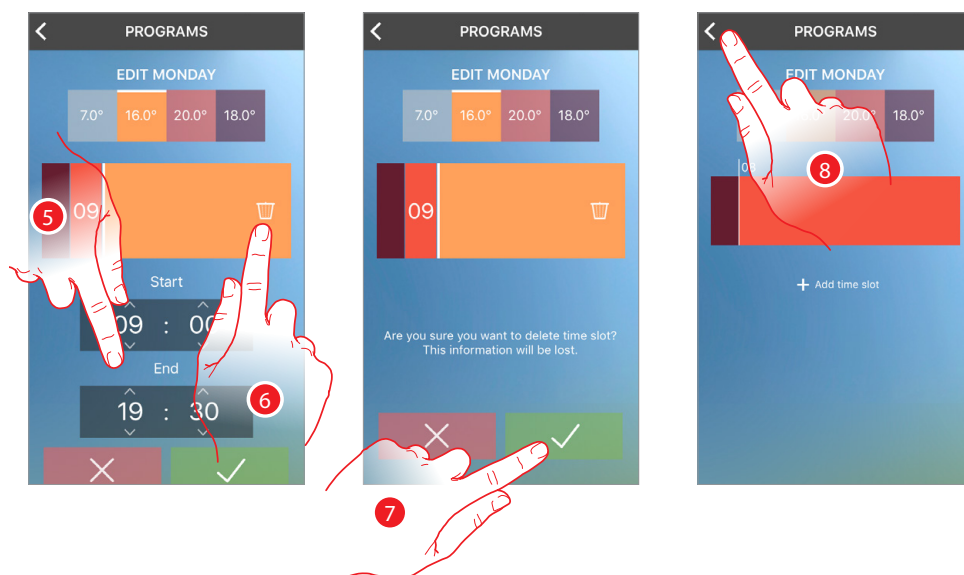 PROGRAMS
EDIT MONDAY
7.0° 16.0° 20.0° 18.0°
09
5
Start
09 : 00
End
6
19 : 30
PROGRAMS
EDIT MONDAY
7.0° 16.0° 20.0° 18.0°
09
Are you sure you want to delete time slot?
This information will be lost.
7
PROGRAMS
EDIT MONDAY
20.0° 18.0°
8
+ Add time slot